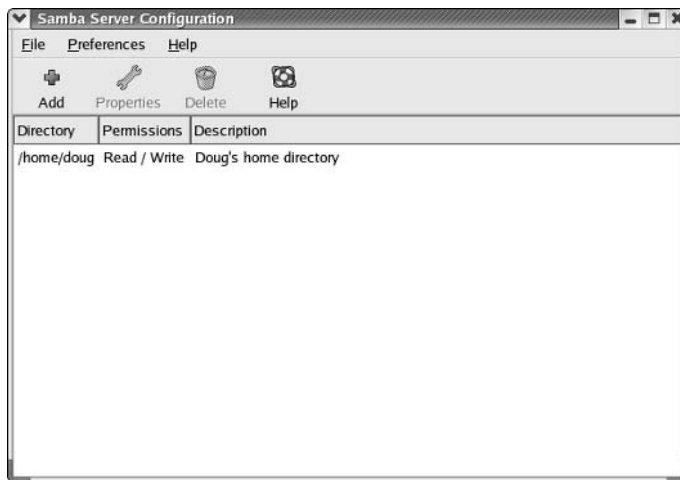 Samba Server Configuration
File Preferences Help
Add Properties Delete Help
Directory Permissions Description
/home/doug Read / Write Doug's home directory